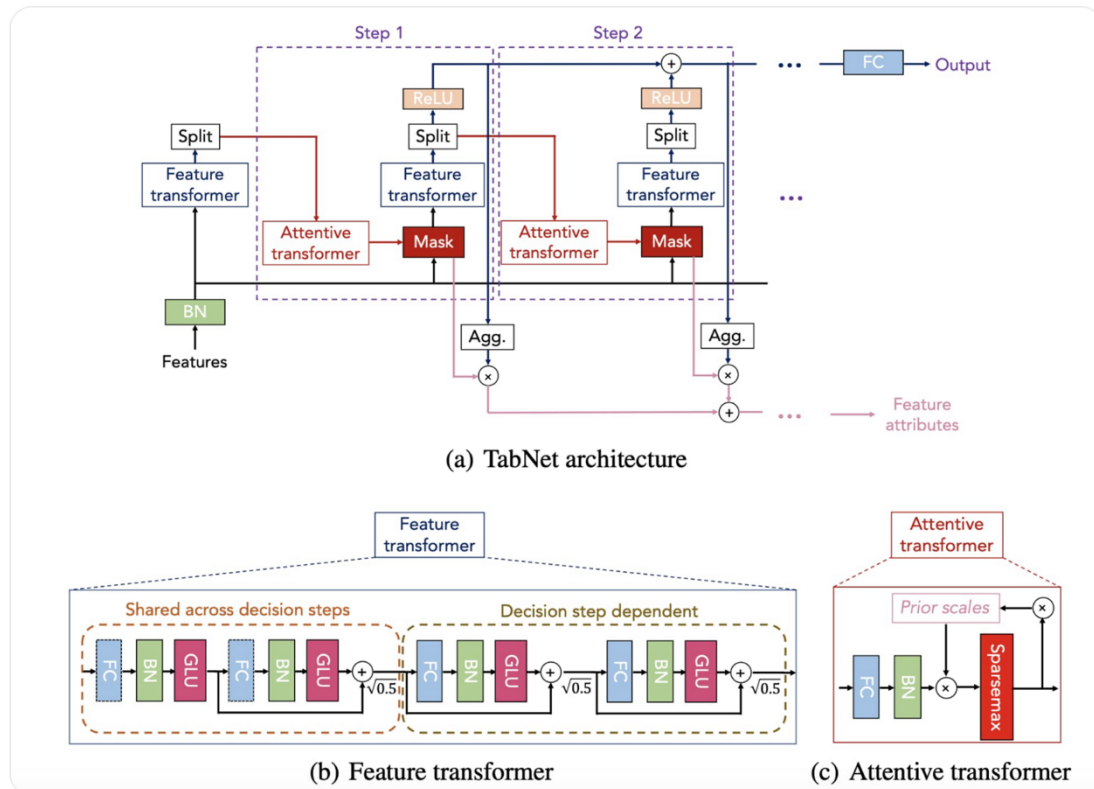 Step 1
Step 2
FC
Output
ReLU
ReLU
Split
Split
Split
Feature
transformer
Feature
transformer
Feature
transformer
Attentive
transformer
Mask
Attentive
transformer
Mask
BN
Features
Agg.
Agg.
Feature
attributes
(a) TabNet architecture
Feature
transformer
Shared across decision steps
Decision step dependent
FC
BN
GLU
FC
BN
GLU
√0.5
FC
BN
GLU
√0.5
FC
BN
GLU
√0.5
(b) Feature transformer
Attentive
transformer
Prior scales
FC
BN
Sparsemax
(c) Attentive transformer